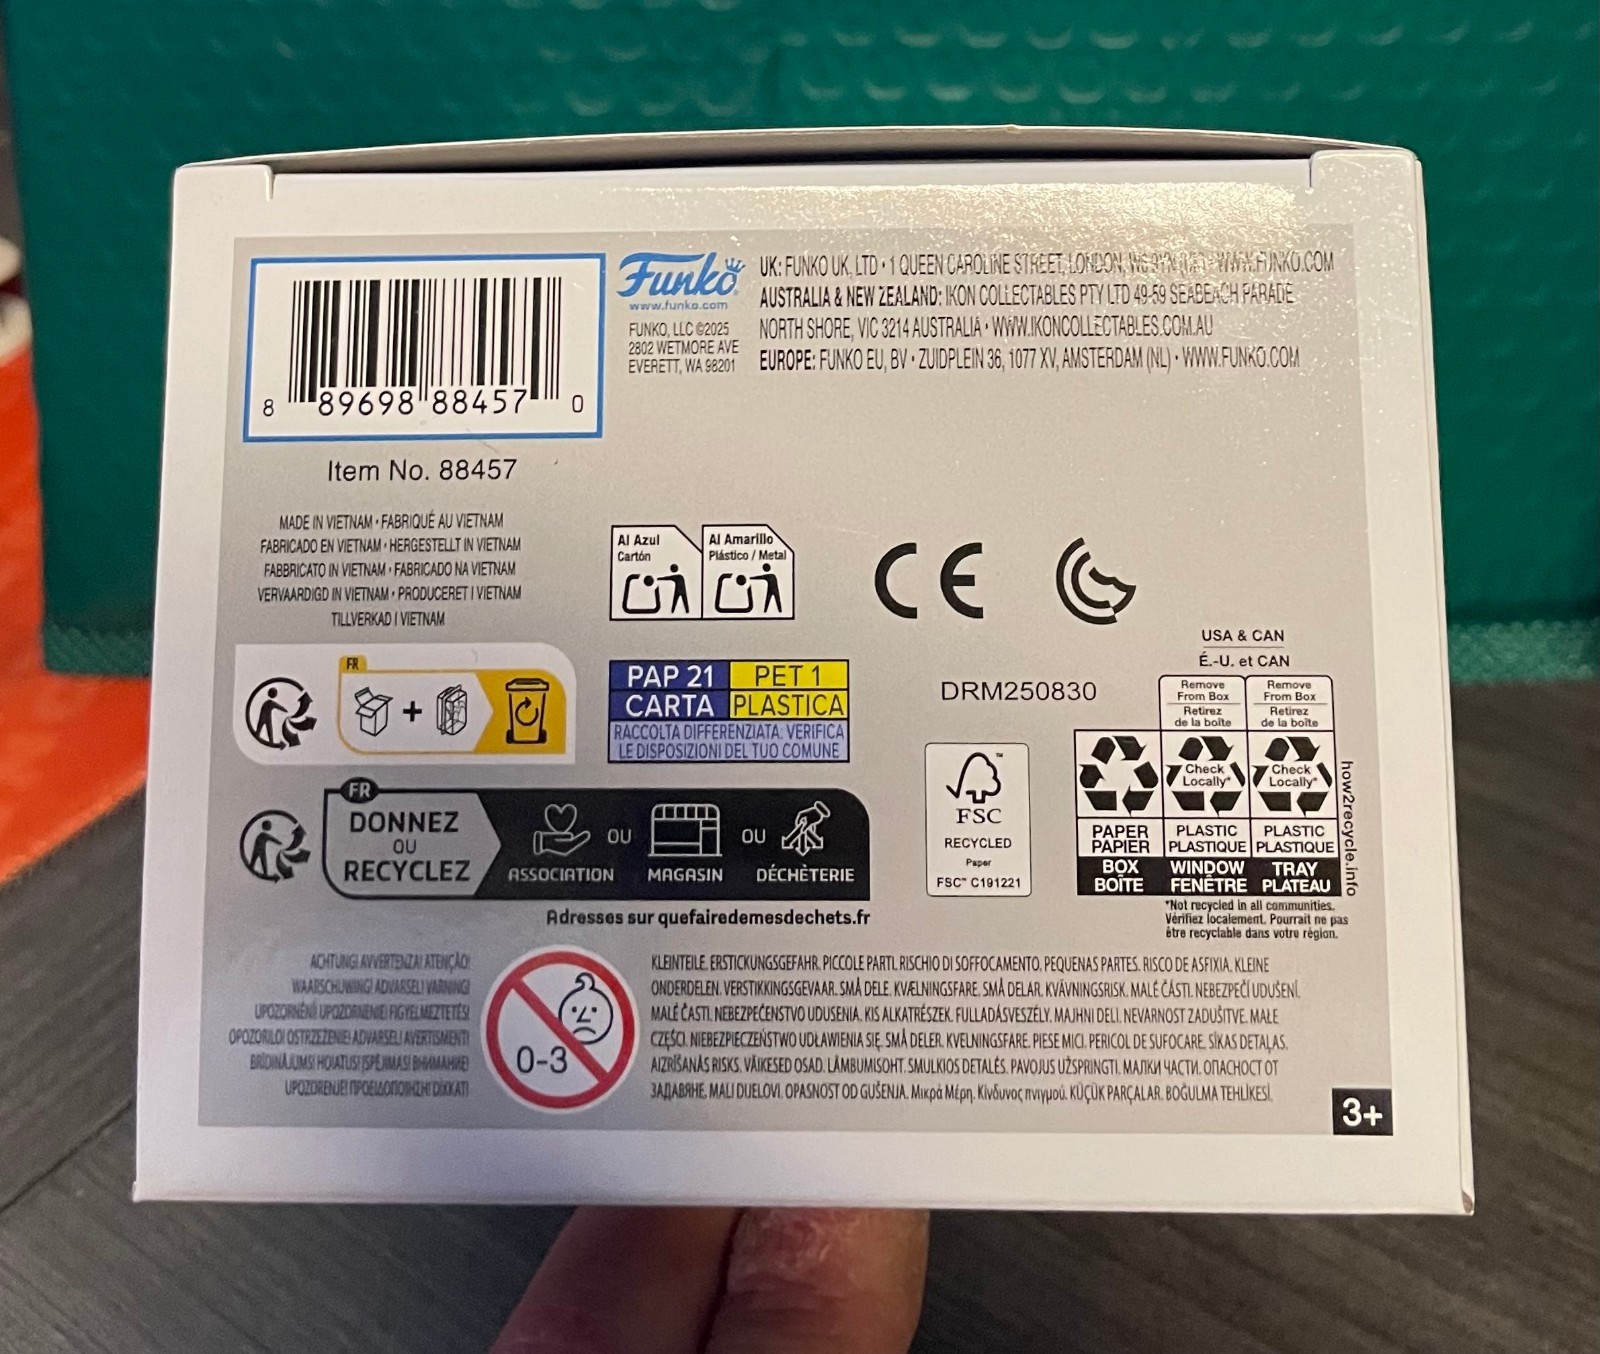 8 89698 88457 0
Item No. 88457
Funko
www.funko.com
FUNKO, LLC ©2025
2802 WETMORE AVE
EVERETT, WA 98201
UK: FUNKO UK, LTD • 1 QUEEN CAROLINE STREET, LONDON, WWW.FUNKO.COM
AUSTRALIA & NEW ZEALAND: IKON COLLECTABLES PTY LTD 49-59 SEABEACH PARADE
NORTH SHORE, VIC 3214 AUSTRALIA • WWW.IKONCOLLECTABLES.COM.AU
EUROPE: FUNKO EU, BV • ZUIDPLEIN 36, 1077 XV, AMSTERDAM (NL) • WWW.FUNKO.COM
MADE IN VIETNAM • FABRIQUÉ AU VIETNAM
FABRICADO EN VIETNAM • HERGESTELLT IN VIETNAM
FABBRICATO IN VIETNAM • FABRICADO NA VIETNAM
VERVAARDIGD IN VIETNAM • PRODUCERET I VIETNAM
TILLVERKAD I VIETNAM
Al Azul
Cartón
Al Amarillo
Plástico / Metal
CE
FR
+
PAP 21
CARTA
PET 1
PLASTICA
RACCOLTA DIFFERENZIATA. VERIFICA
LE DISPOSIZIONI DEL TUO COMUNE
DRM250830
FSC
RECYCLED
Paper
FSC™ C191221
USA & CAN
É.-U. et CAN
Remove
From Box
Retirez
de la boîte
Remove
From Box
Retirez
de la boîte
Check
Locally*
Check
Locally*
PAPER
PAPIER
PLASTIC
PLASTIQUE
PLASTIC
PLASTIQUE
BOX
BOÎTE
WINDOW
FENÊTRE
TRAY
PLATEAU
how2recycle.info
*Not recycled in all communities.
Vérifiez localement. Pourrait ne pas
être recyclable dans votre région.
FR
DONNEZ
OU
RECYCLEZ
ASSOCIATION
OU
MAGASIN
OU
DÉCHÈTERIE
Adresses sur quefairedemesdechets.fr
ACHTUNG! AVVERTENZA! ATENÇÃO!
WAARSCHUWING! ADVARSEL! VARNING!
UPOZORNĚNÍ! UPOZORNENIE! FIGYELMEZTETÉS!
OPOZORILO! OSTRZEŻENIE! ADVARSEL! AVERTISMENT!
BRĪDINĀJUMS! HOIATUS! ĮSPĖJIMAS! ВНИМАНИЕ!
UPOZORENJE! ΠΡΟΕΙΔΟΠΟΙΗΣΗ! DİKKAT!
0-3
KLEINTEILE. ERSTICKUNGSGEFAHR. PICCOLE PARTI. RISCHIO DI SOFFOCAMENTO. PEQUENAS PARTES. RISCO DE ASFIXIA. KLEINE
ONDERDELEN. VERSTIKKINGSGEVAAR. SMÅ DELE. KVÆLNINGSFARE. SMÅ DELAR. KVÄVNINGSRISK. MALÉ ČÁSTI. NEBEZPEČÍ UDUŠENÍ.
MALÉ ČASTI. NEBEZPEČENSTVO UDUSENIA. KIS ALKATRÉSZEK. FULLADÁSVESZÉLY. MAJHNI DELI. NEVARNOST ZADUŠITVE. MAŁE
CZĘŚCI. NIEBEZPIECZEŃSTWO UDŁAWIENIA SIĘ. SMÅ DELER. KVELNINGSFARE. PIESE MICI. PERICOL DE SUFOCARE. SĪKAS DETAĻAS.
AIZRĪŠANĀS RISKS. VÄIKESED OSAD. LÄMBUMISOHT. SMULKIOS DETALĖS. PAVOJUS UŽSPRINGTI. МАЛКИ ЧАСТИ. ОПАСНОСТ ОТ
ЗАДАВЯНЕ. MALI DIJELOVI. OPASNOST OD GUŠENJA. Μικρά Μέρη. Κίνδυνος πνιγμού. KÜÇÜK PARÇALAR. BOĞULMA TEHLİKESİ.
3+